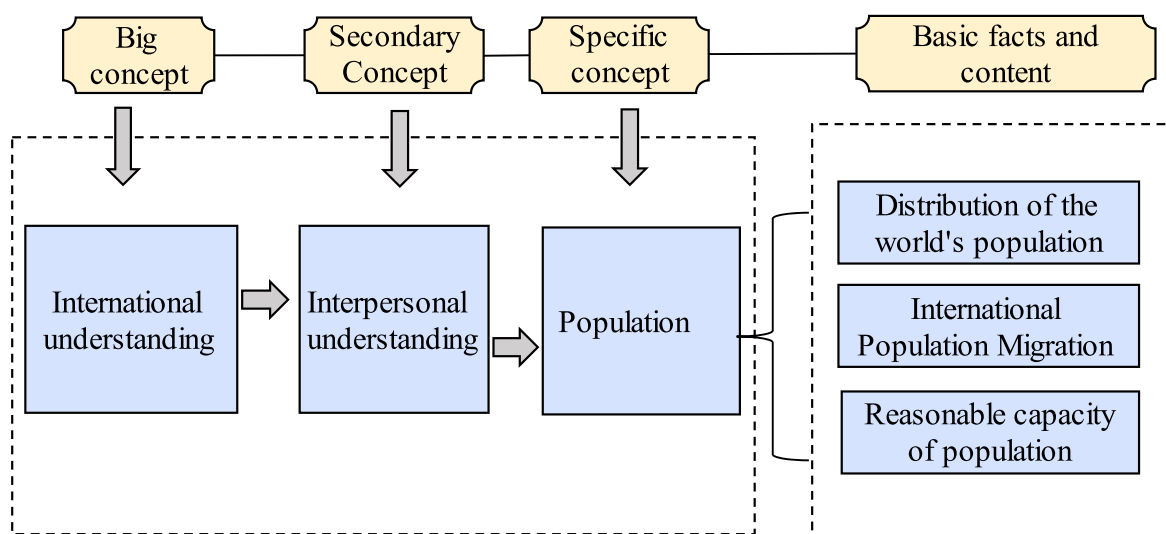 Big
concept
Secondary
Concept
Specific
concept
Basic facts and
content
International
understanding
Interpersonal
understanding
Population
Distribution of the
world's population
International
Population Migration
Reasonable capacity
of population